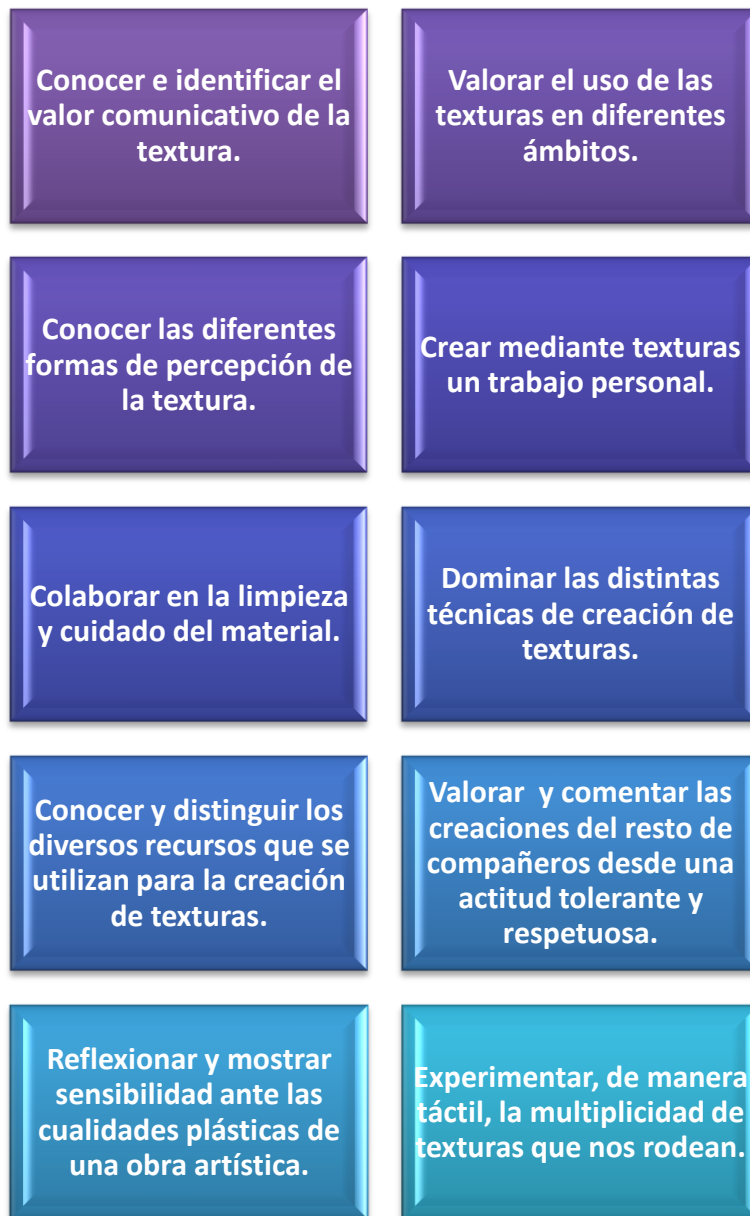 Conocer e identificar el
valor comunicativo de la
textura.
Valorar el uso de las
texturas en diferentes
ámbitos.
Conocer las diferentes
formas de percepción de
la textura.
Crear mediante texturas
un trabajo personal.
Colaborar en la limpieza
y cuidado del material.
Dominar las distintas
técnicas de creación de
texturas.
Conocer y distinguir los
diversos recursos que se
utilizan para la creación
de texturas.
Valorar  y comentar las
creaciones del resto de
compañeros desde una
actitud tolerante y
respetuosa.
Reflexionar y mostrar
sensibilidad ante las
cualidades plásticas de
una obra artística.
Experimentar, de manera
táctil, la multiplicidad de
texturas que nos rodean.